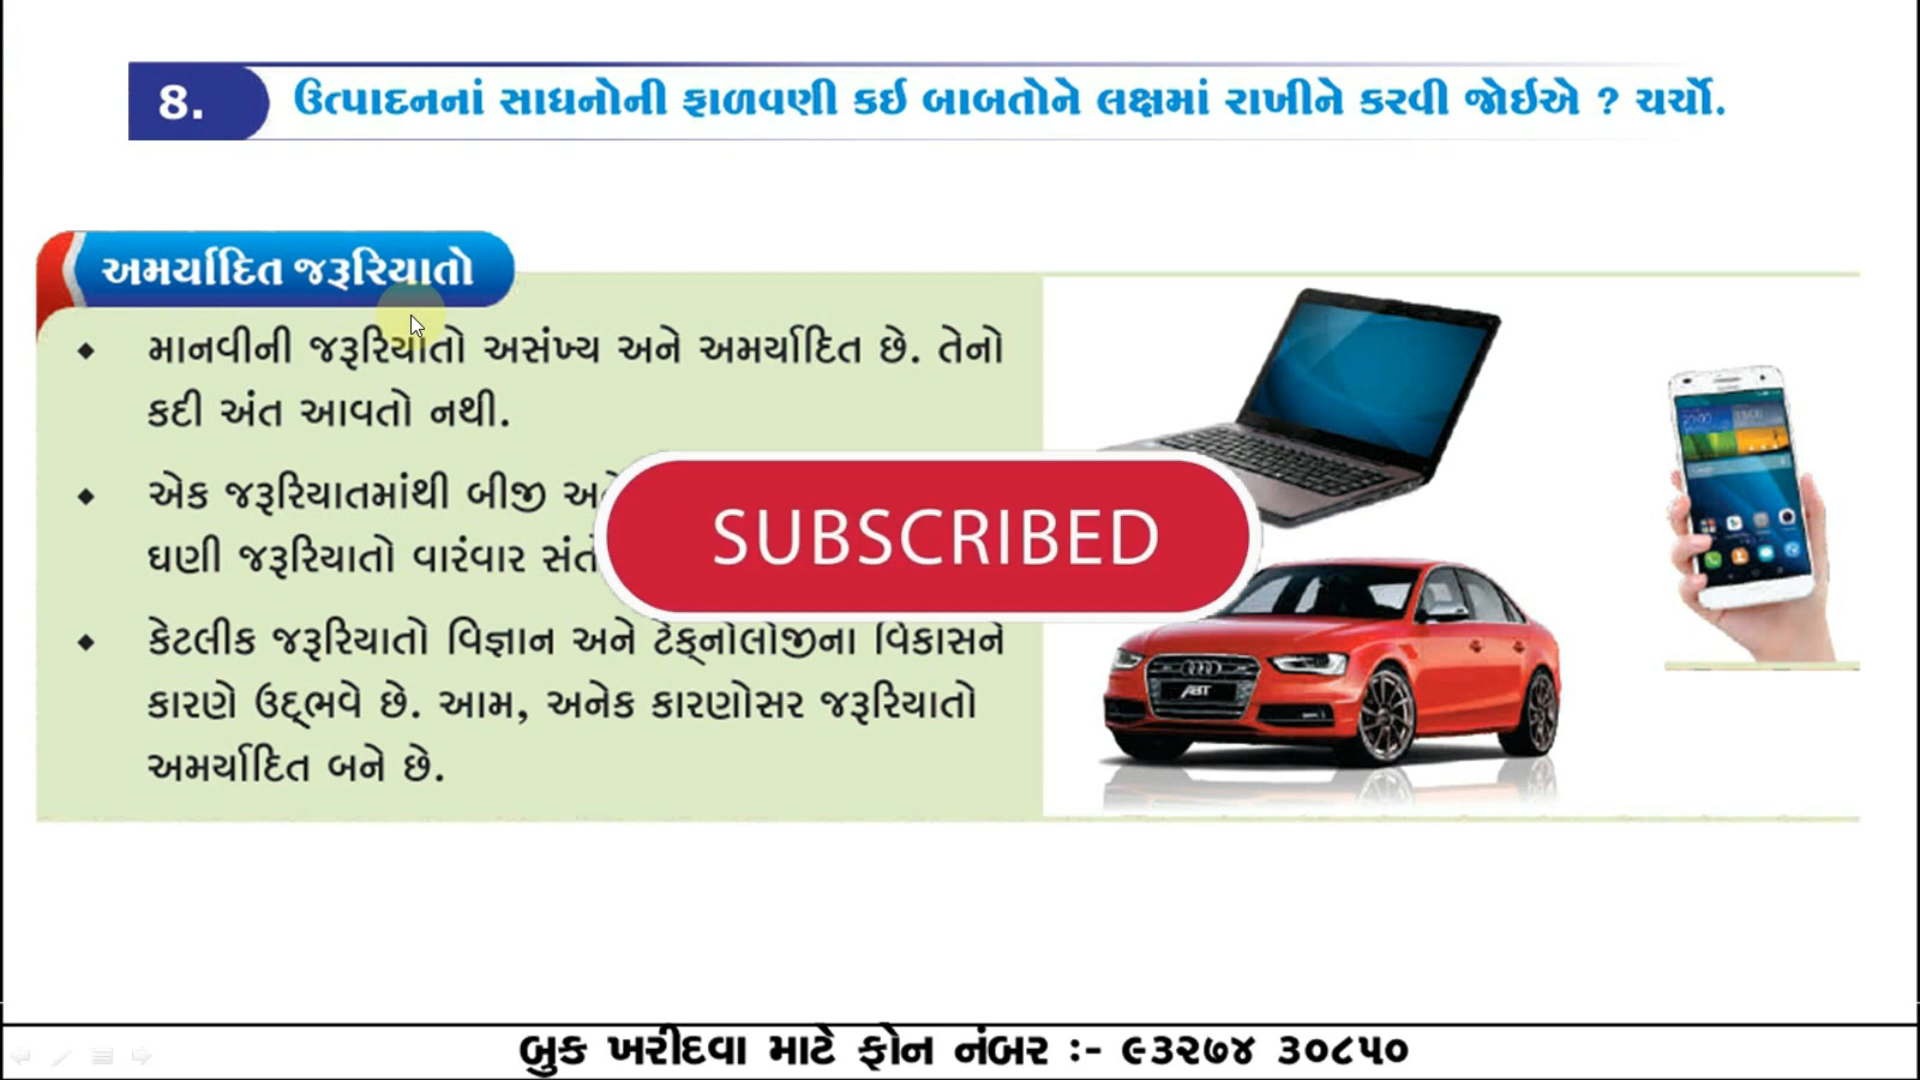 8. ઉત્પાદનનાં સાધનોની ફાળવણી કઈ બાબતોને લક્ષમાં રાખીને કરવી જોઈએ ? ચર્ચો.
અમર્યાદિત જરૂરિયાતો
◆ માનવીની જરૂરિયાતો અસંખ્ય અને અમર્યાદિત છે. તેનો
કદી અંત આવતો નથી.
◆ એક જરૂરિયાતમાંથી બીજી
ઘણી જરૂરિયાતો વારંવાર
SUBSCRIBED
◆ કેટલીક જરૂરિયાતો વિજ્ઞાન અને ટેક્નોલોજીના વિકાસને
કારણે ઉદ્ભવે છે. આમ, અનેક કારણોસર જરૂરિયાતો
અમર્યાદિત બને છે.
ABT
બુક ખરીદવા માટે ફોન નંબર :- ૯૩૨૭૪ ૩૦૮૫૦